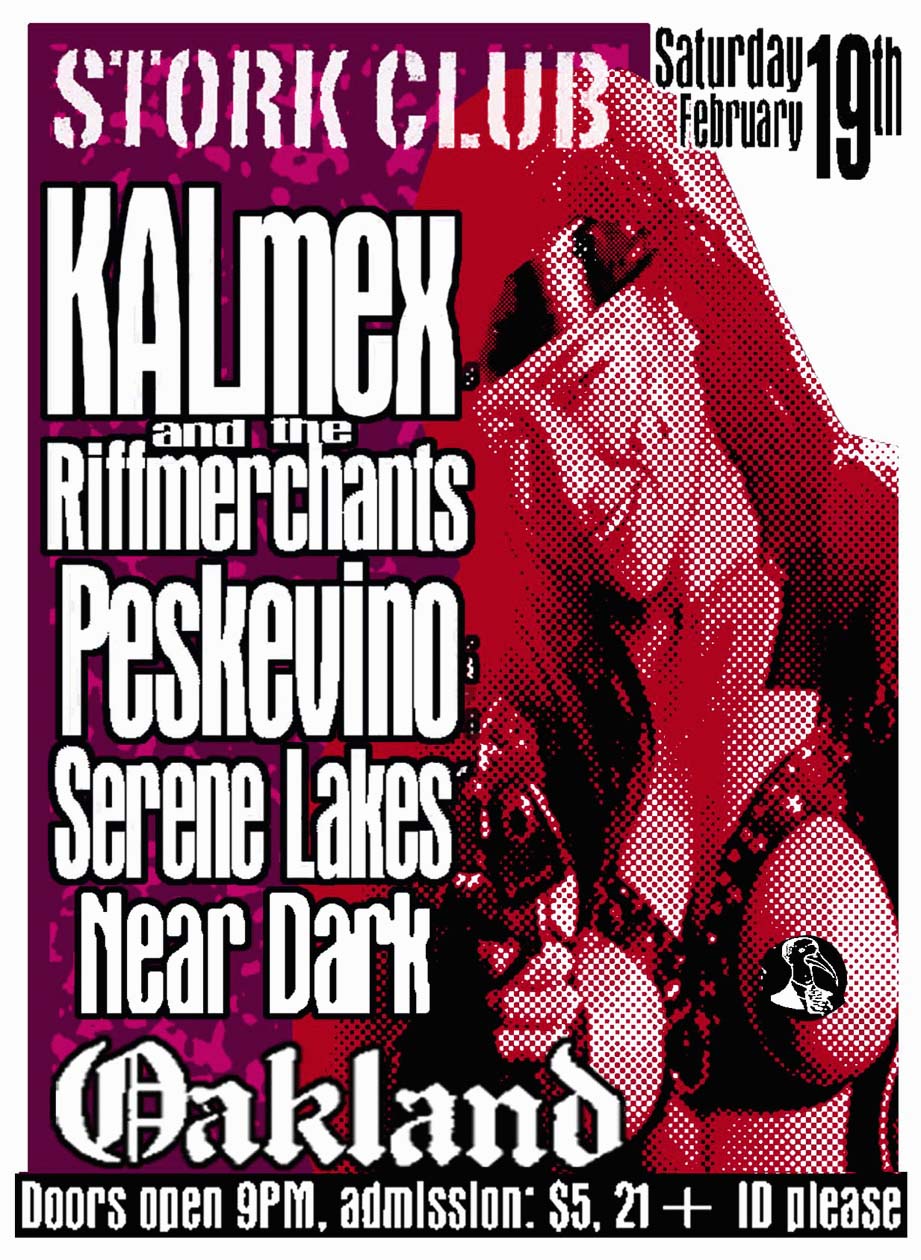 STORK CLUB
Saturday
February 19th
KALmex
and the
Riffmerchants
Peskevino
Serene Lakes
Near Dark
Oakland
Doors open 9PM, admission: $5, 21+ ID please